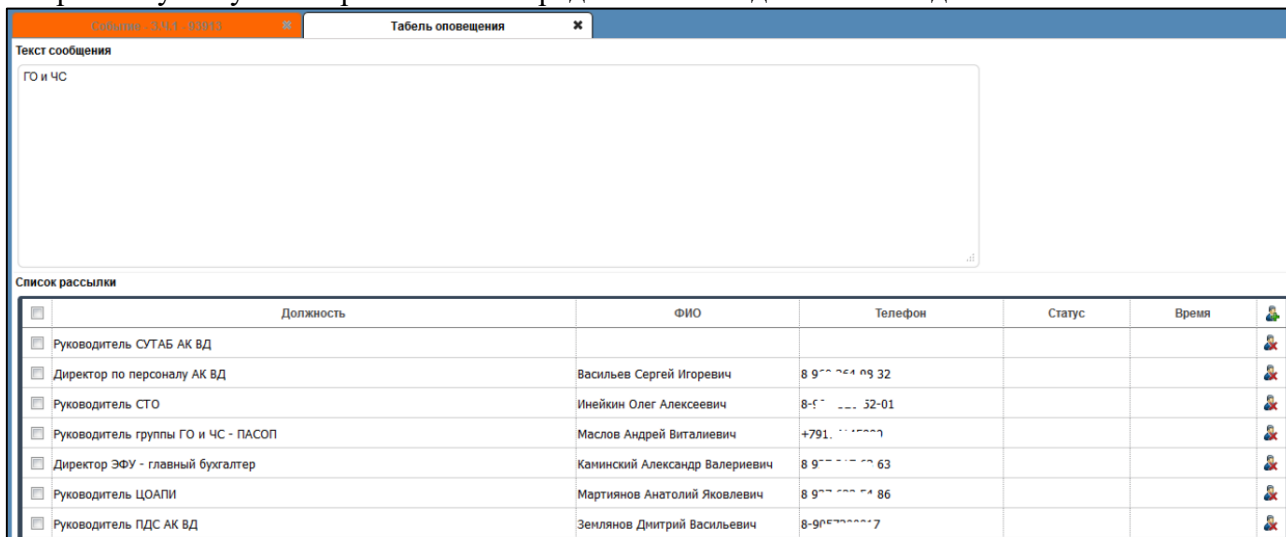 Событие - З.Ч.1 - 03913
Табель оповещения
Текст сообщения
ГО и ЧС
Список рассылки
Должность ФИО Телефон Статус Время
Руководитель СУТАБ АК ВД
Директор по персоналу АК ВД Васильев Сергей Игоревич
Руководитель СТО Инейкин Олег Алексеевич
Руководитель группы ГО и ЧС - ПАСОП Маслов Андрей Виталиевич
Директор ЭФУ - главный бухгалтер Каминский Александр Валериевич
Руководитель ЦОАПИ Мартиянов Анатолий Яковлевич
Руководитель ПДС АК ВД Землянов Дмитрий Васильевич